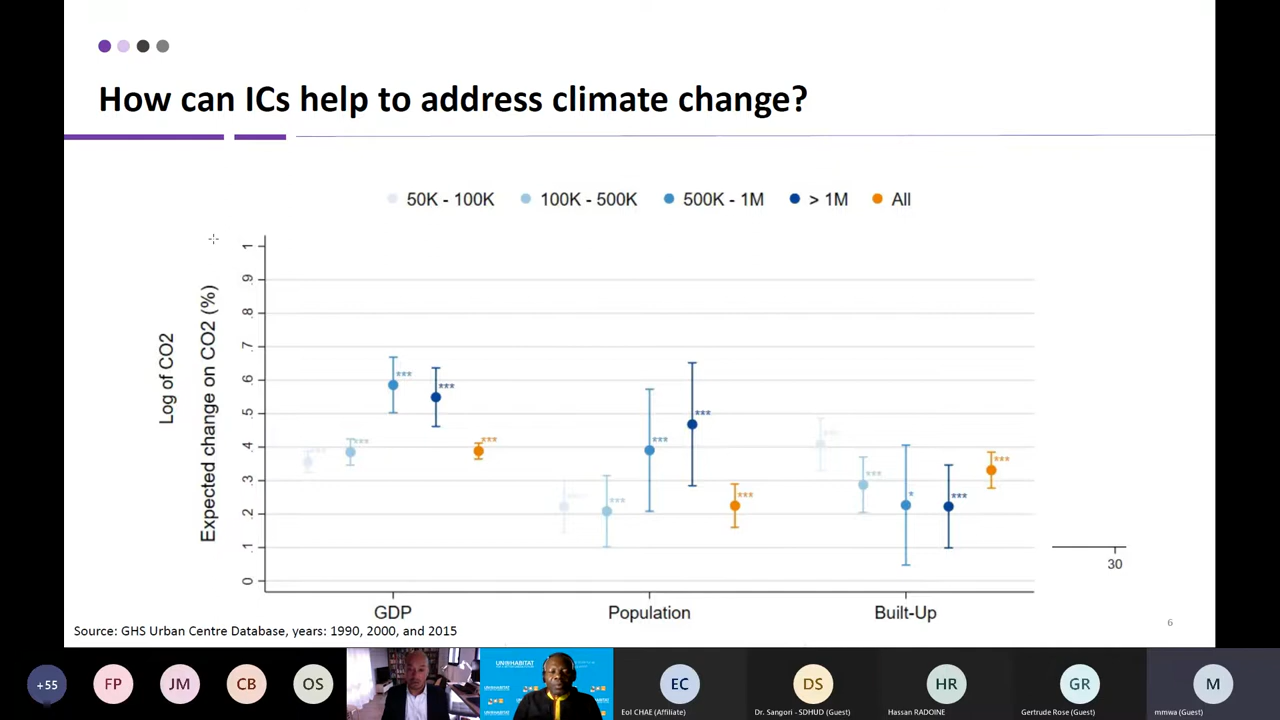 How can ICs help to address climate change?
50K - 100K 100K - 500K 500K - 1M > 1M All
Log of CO2
Expected change on CO2 (%)
1
.9
.8
.7
.6
.5
.4
.3
.2
.1
0
***
***
***
***
***
***
***
***
***
***
***
*
***
***
30
GDP Population Built-Up
Source: GHS Urban Centre Database, years: 1990, 2000, and 2015
6
+55 FP JM CB OS
UN HABITAT
EC DS HR GR M
Eol CHAE (Affiliate) Dr. Sangori - SDHUD (Guest) Hassan RADOINE Gertrude Rose (Guest) mmwa (Guest)